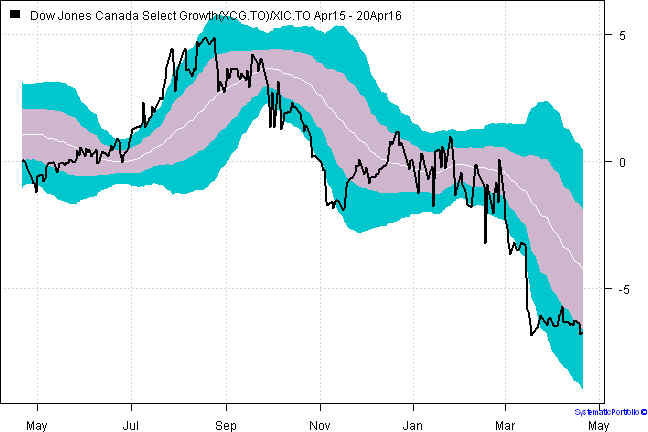 Dow Jones Canada Select Growth(XCG.TO)/XIC.TO Apr15 - 20Apr16
5
0
-5
SystematicPortfolio ©
May Jul Sep Nov Jan Mar May